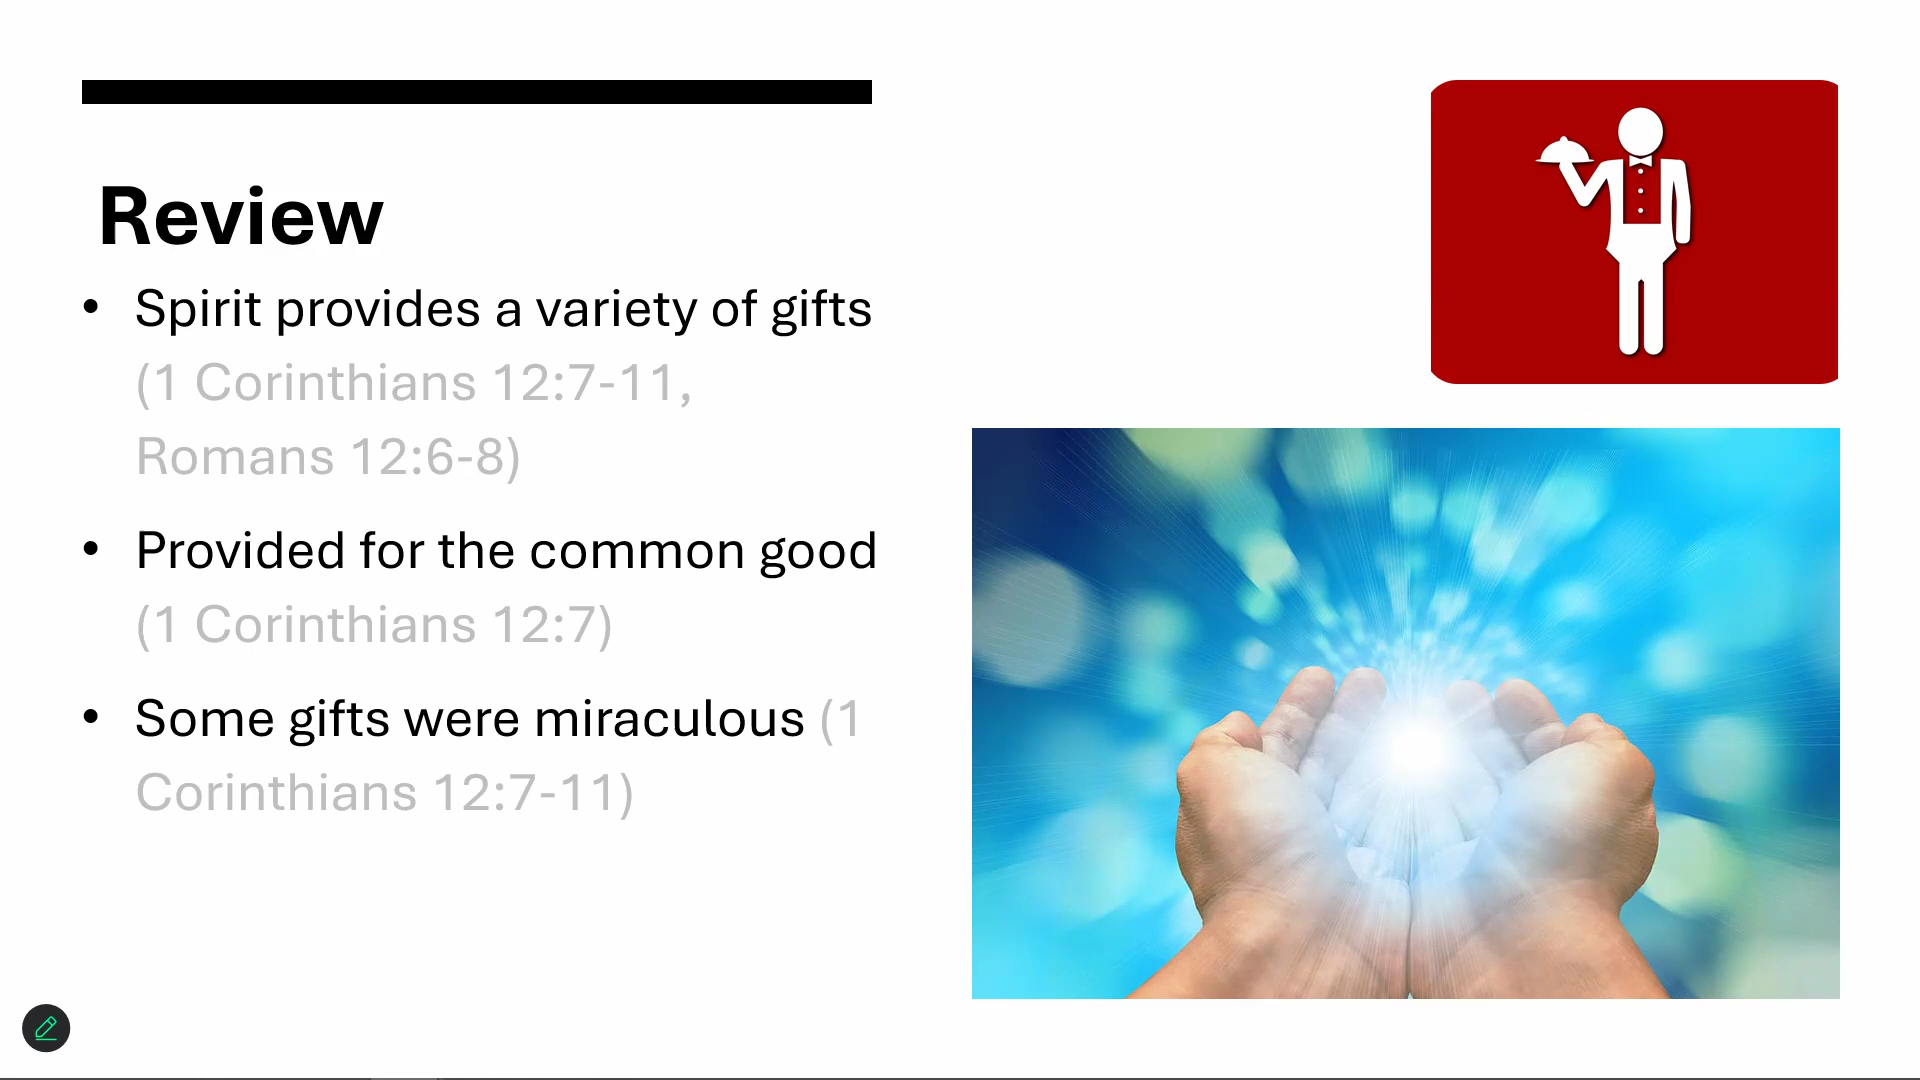 Review
• Spirit provides a variety of gifts
(1 Corinthians 12:7-11,
Romans 12:6-8)
• Provided for the common good
(1 Corinthians 12:7)
• Some gifts were miraculous (1
Corinthians 12:7-11)